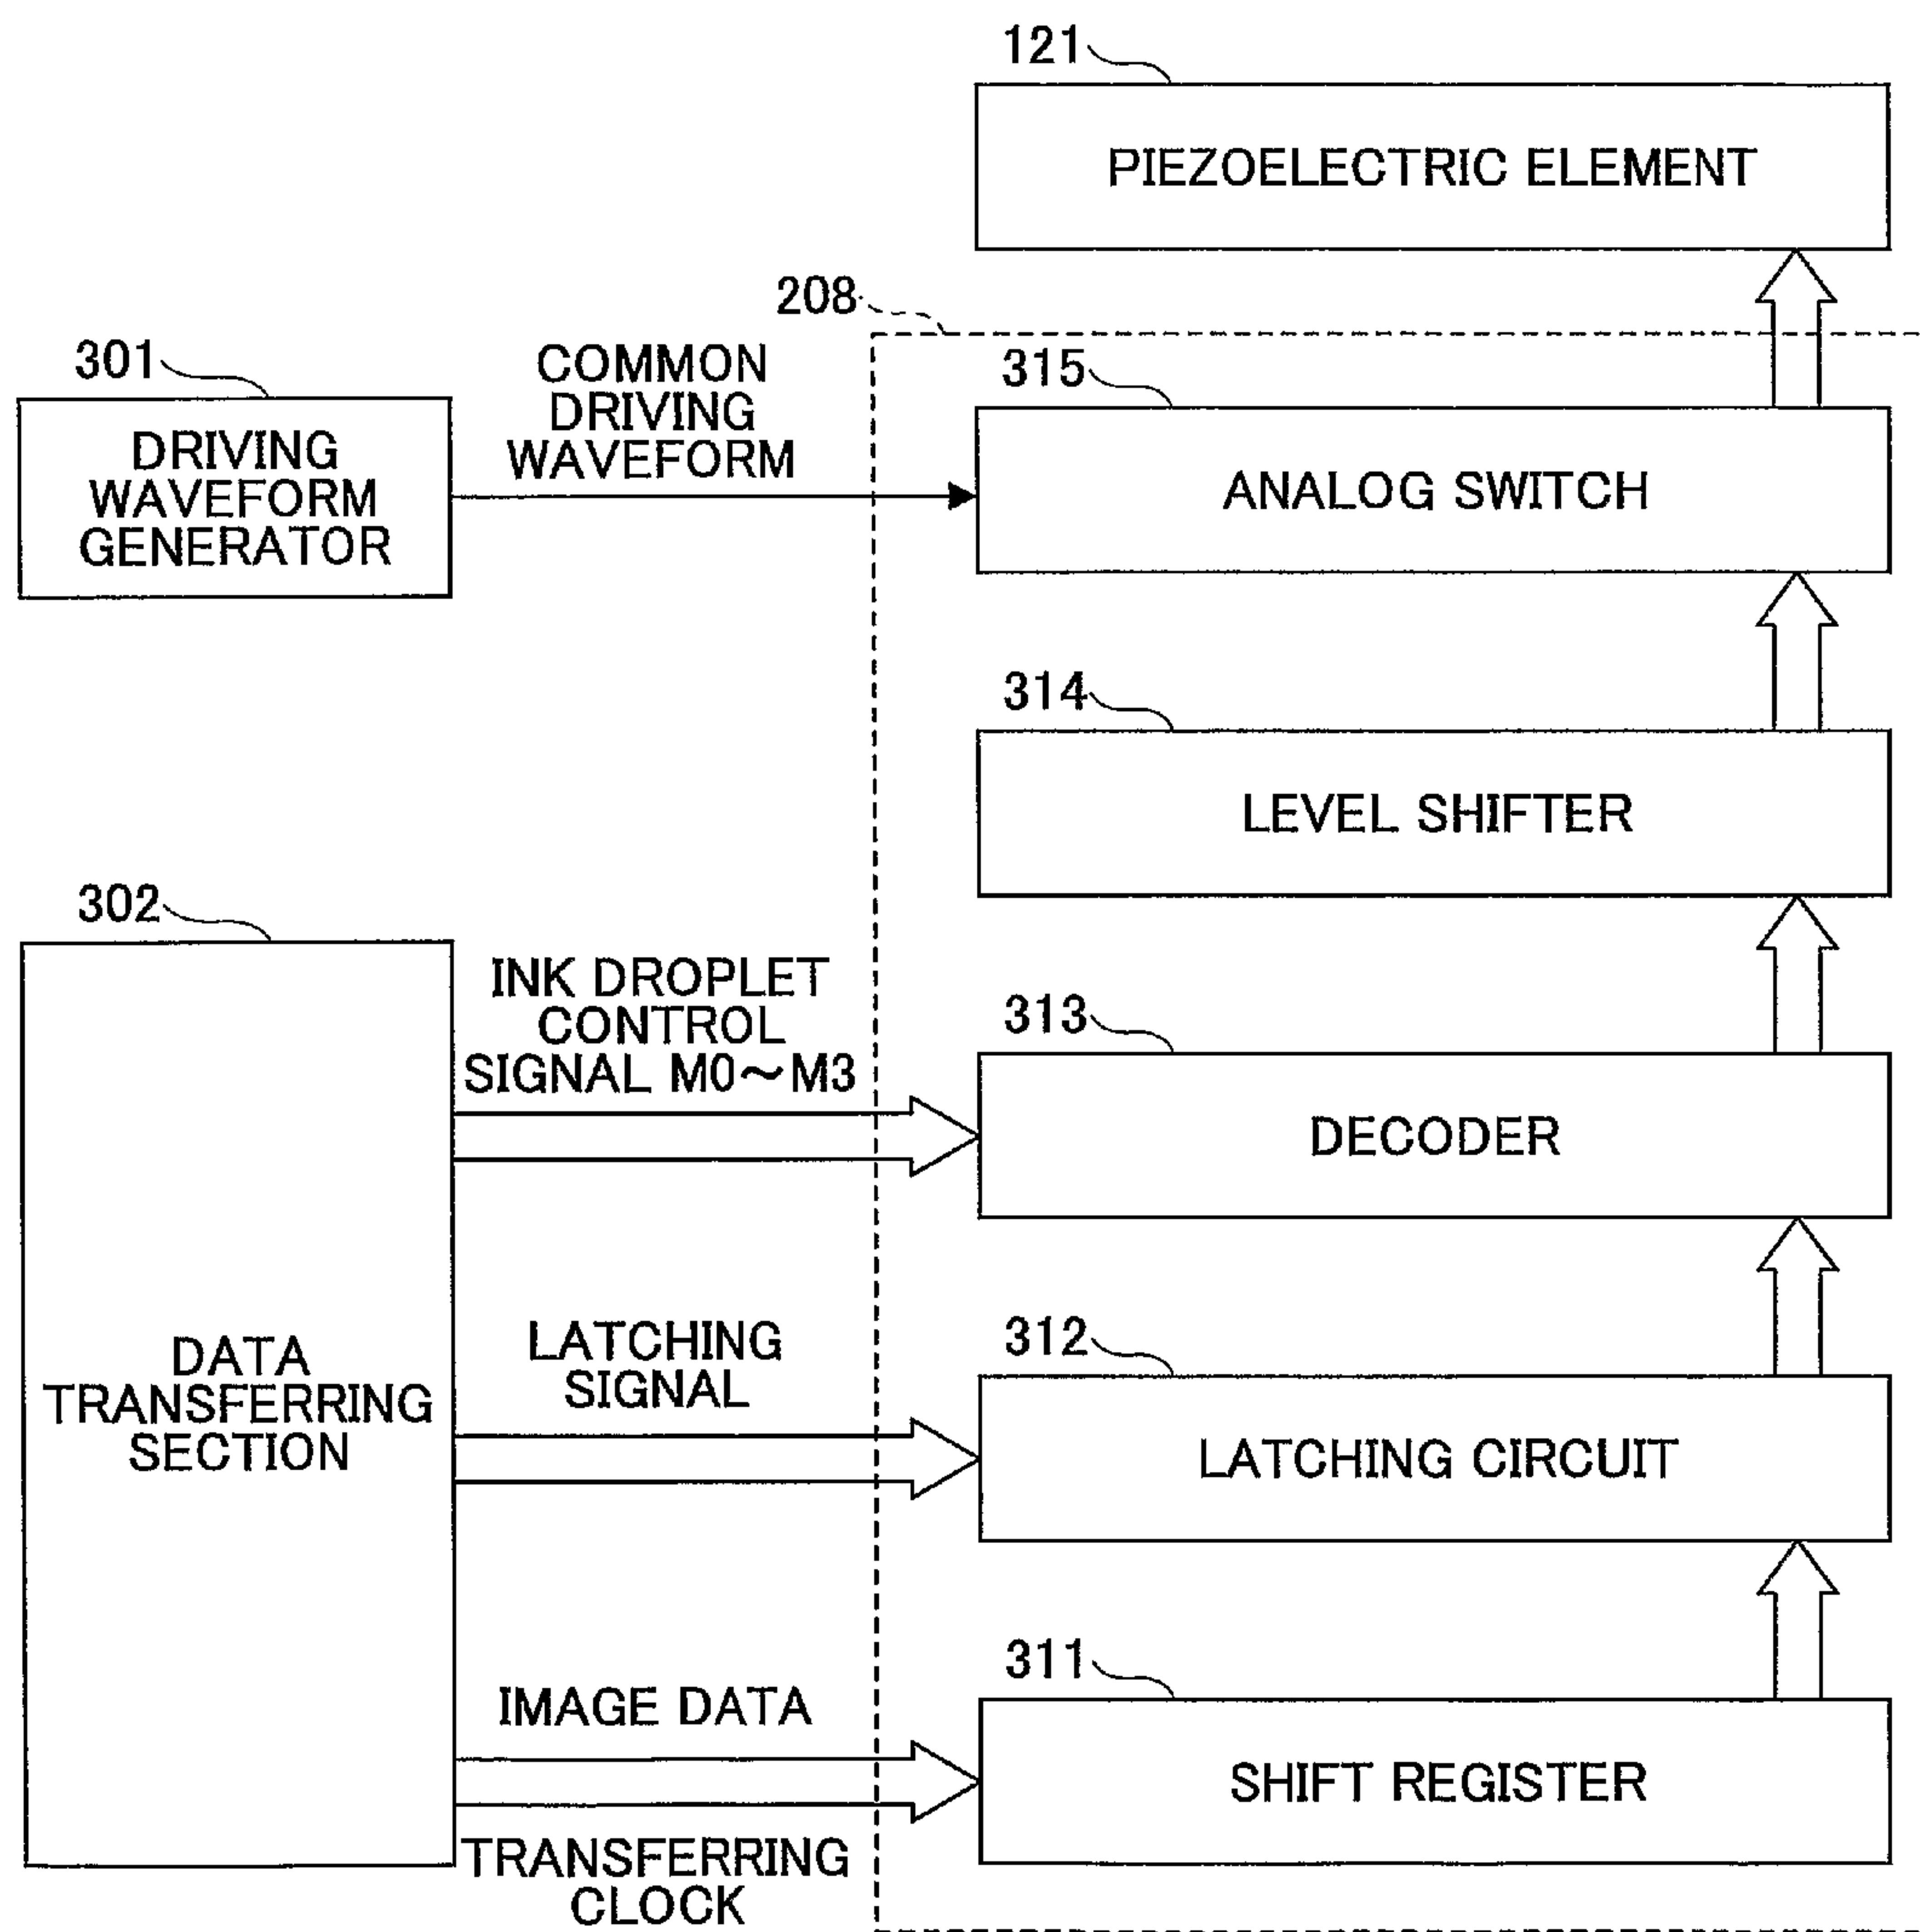 121
PIEZOELECTRIC ELEMENT
208
301
COMMON
DRIVING
WAVEFORM
315
DRIVING
WAVEFORM
GENERATOR
ANALOG SWITCH
314
LEVEL SHIFTER
302
INK DROPLET
CONTROL
SIGNAL M0～M3
313
DECODER
DATA
TRANSFERRING
SECTION
LATCHING
SIGNAL
312
LATCHING CIRCUIT
IMAGE DATA
311
SHIFT REGISTER
TRANSFERRING
CLOCK